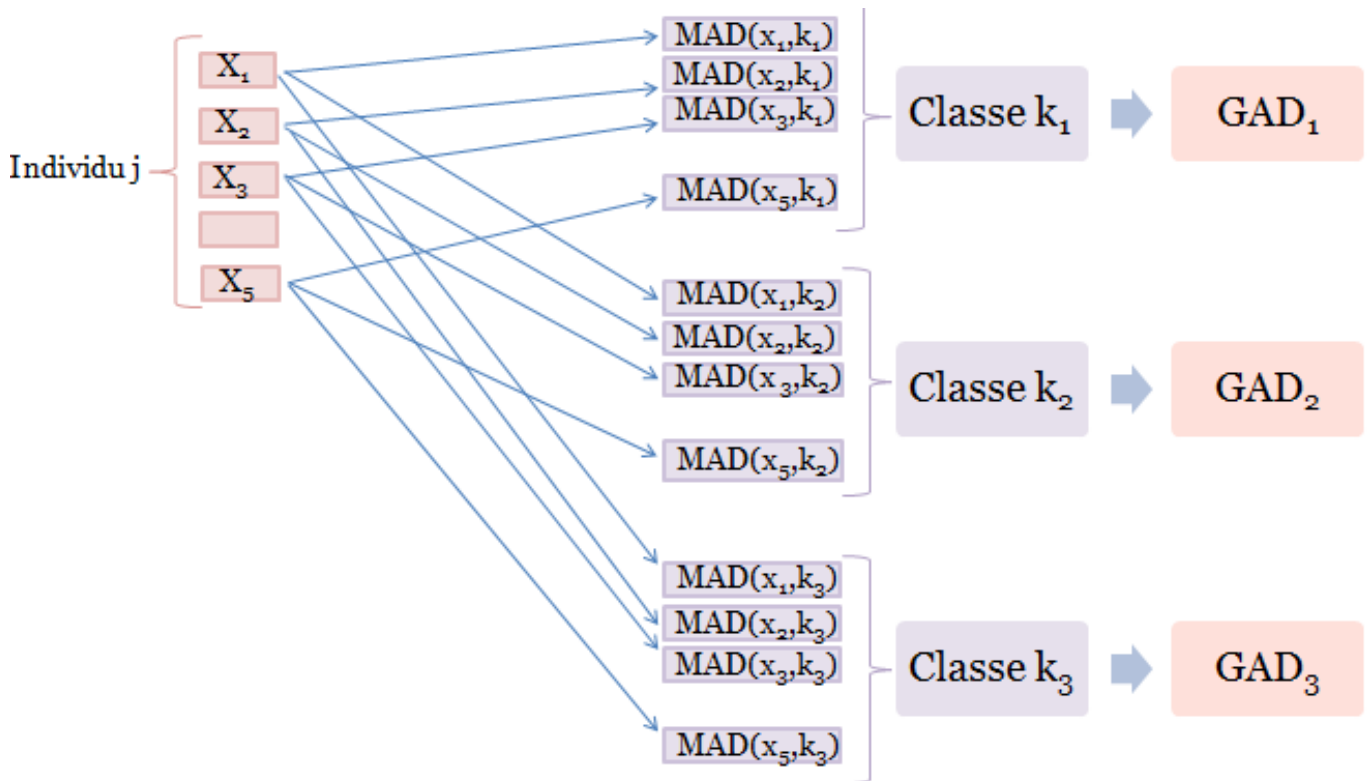 Individu j
X₁
X₂
X₃
X₅
MAD(x₁,k₁)
MAD(x₂,k₁)
MAD(x₃,k₁)
MAD(x₅,k₁)
Classe k₁
GAD₁
MAD(x₁,k₂)
MAD(x₂,k₂)
MAD(x₃,k₂)
MAD(x₅,k₂)
Classe k₂
GAD₂
MAD(x₁,k₃)
MAD(x₂,k₃)
MAD(x₃,k₃)
MAD(x₅,k₃)
Classe k₃
GAD₃